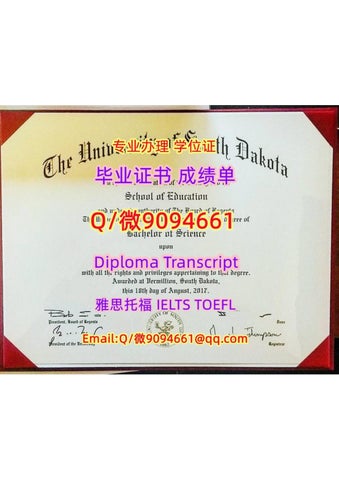 专业办理 学位证
The University of South Dakota
毕业证书 成绩单
School of Education
Q/微9094661
Bachelor of Science
upon
Diploma Transcript
with all the rights and privileges appertaining to that degree.
Awarded at Vermillion, South Dakota,
this 18th day of August, 2017.
雅思托福 IELTS TOEFL
President, Board of Regents
Dean
Email:Q/微9094661@qq.com
President of the University
Registrar